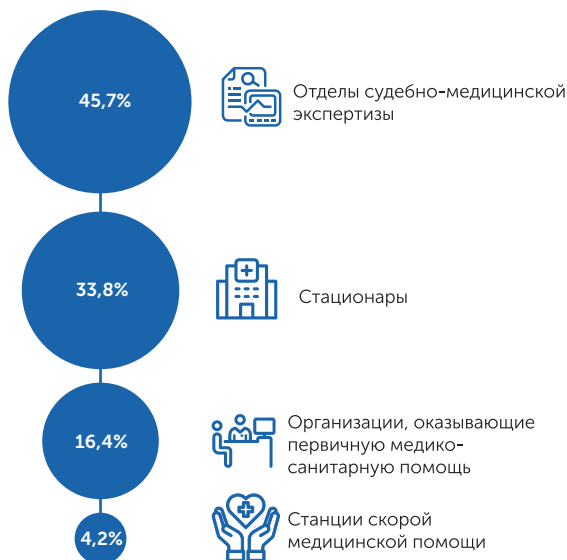 45,7%
Отделы судебно-медицинской
экспертизы
33,8%
Стационары
16,4%
Организации, оказывающие
первичную медико-
санитарную помощь
4,2%
Станции скорой
медицинской помощи